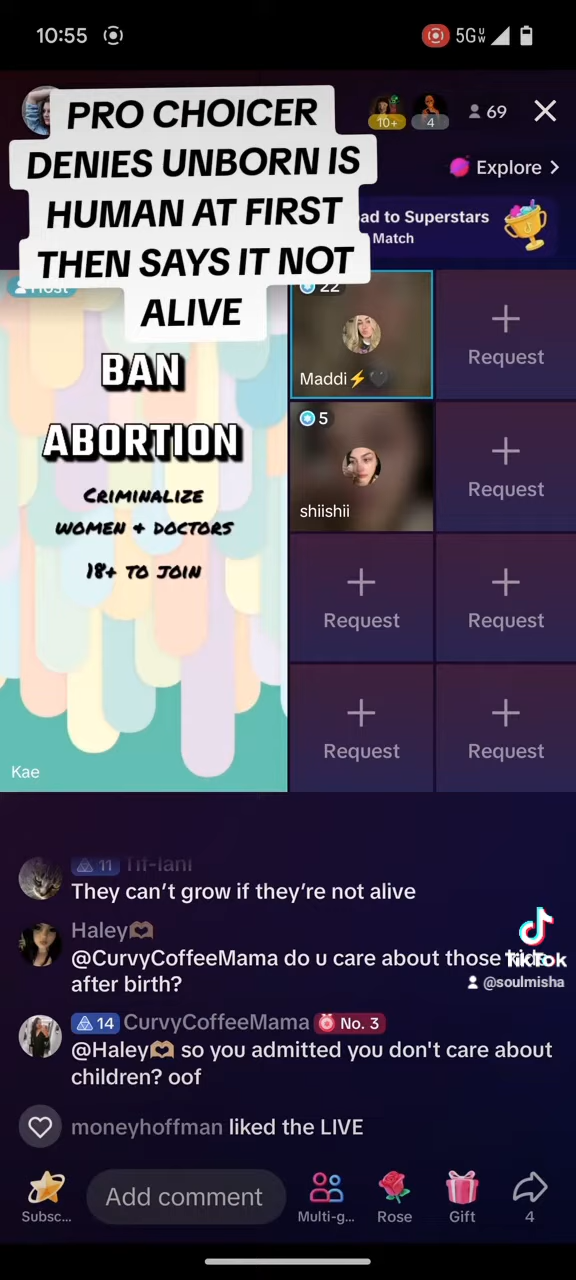 10:55
5G UW
PRO CHOICER
DENIES UNBORN IS
HUMAN AT FIRST
THEN SAYS IT NOT
ALIVE
10+
4
69
Explore
ad to Superstars
Match
Host
BAN
ABORTION
CRIMINALIZE
WOMEN & DOCTORS
18+ TO JOIN
Kae
22
Maddi⚡🖤
Request
5
shiishii
Request
Request
Request
Request
Request
11 Tif-lani
They can't grow if they're not alive
Haley🫶🏽
@CurvyCoffeeMama do u care about those kids
after birth?
TikTok
@soulmisha
14 CurvyCoffeeMama No. 3
@Haley🫶🏽 so you admitted you don't care about
children? oof
moneyhoffman liked the LIVE
Subsc...
Add comment
Multi-g...
Rose
Gift
4